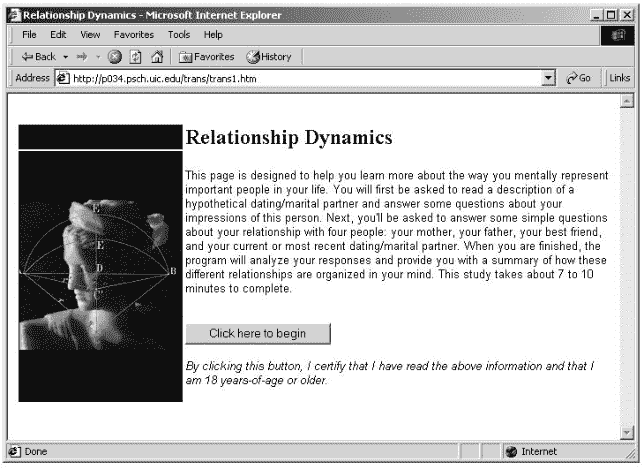 Relationship Dynamics - Microsoft Internet Explorer
File Edit View Favorites Tools Help
Back Favorites History
Address http://p034.psch.uic.edu/trans/trans1.htm Go Links
Relationship Dynamics
This page is designed to help you learn more about the way you mentally represent
important people in your life. You will first be asked to read a description of a
hypothetical dating/marital partner and answer some questions about your
impressions of this person. Next, you'll be asked to answer some simple questions
about your relationship with four people: your mother, your father, your best friend,
and your current or most recent dating/marital partner. When you are finished, the
program will analyze your responses and provide you with a summary of how these
different relationships are organized in your mind. This study takes about 7 to 10
minutes to complete.
E
E
D
B
C
Click here to begin
By clicking this button, I certify that I have read the above information and that I
am 18 years-of-age or older.
Done Internet